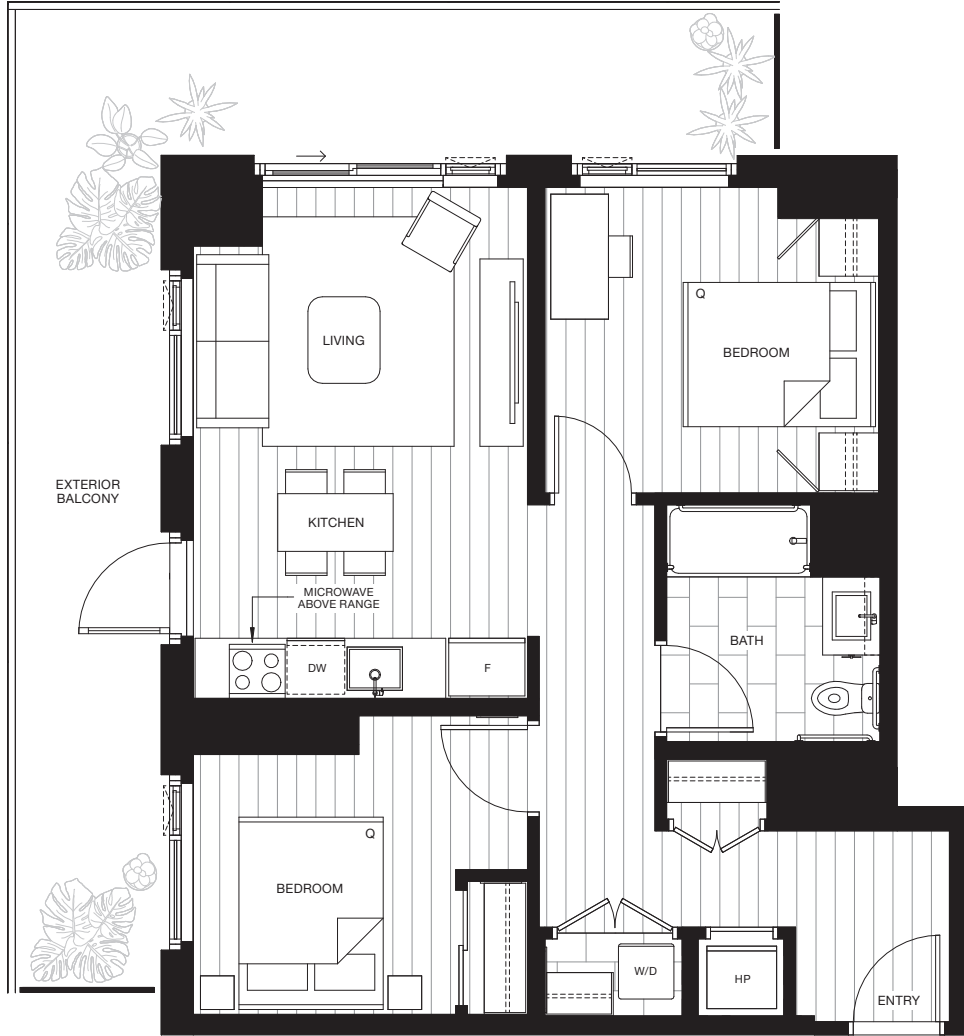 Q
LIVING
BEDROOM
EXTERIOR
BALCONY
KITCHEN
MICROWAVE
ABOVE RANGE
BATH
DW
F
Q
BEDROOM
W/D
HP
ENTRY